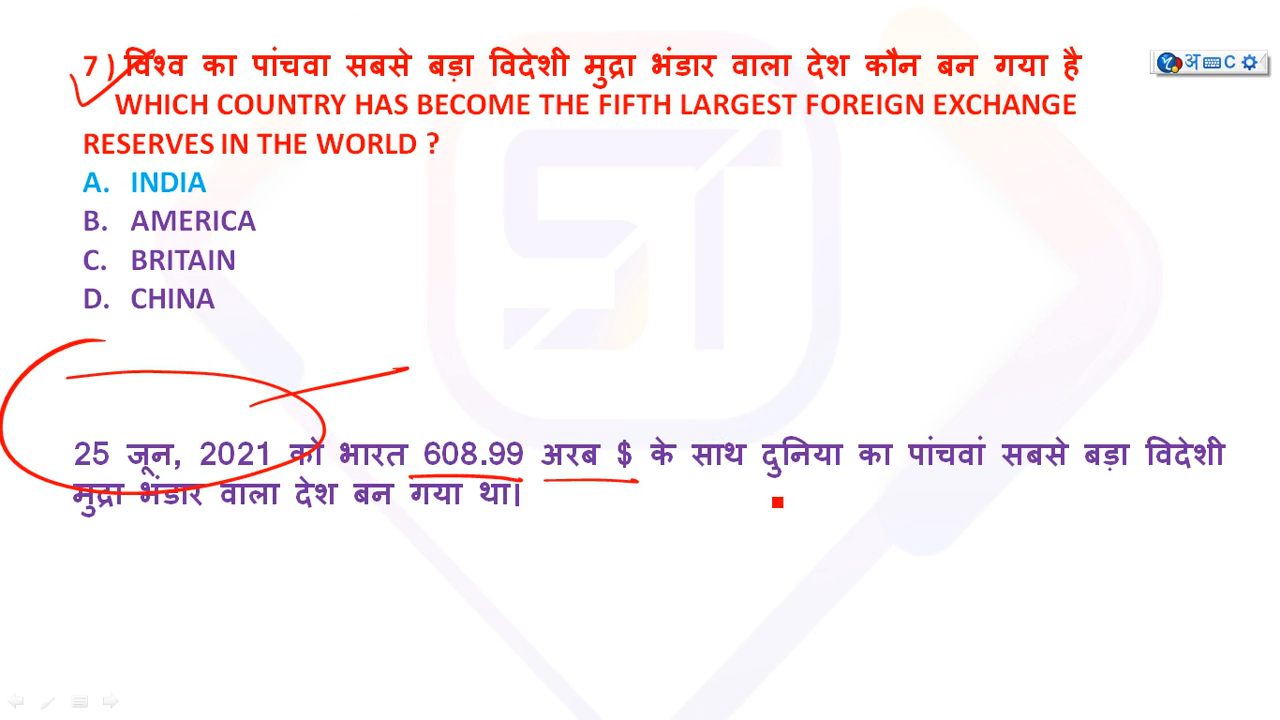 7 ) विश्व का पांचवा सबसे बड़ा विदेशी मुद्रा भंडार वाला देश कौन बन गया है
WHICH COUNTRY HAS BECOME THE FIFTH LARGEST FOREIGN EXCHANGE
RESERVES IN THE WORLD ?
A. INDIA
B. AMERICA
C. BRITAIN
D. CHINA
25 जून, 2021 को भारत 608.99 अरब $ के साथ दुनिया का पांचवां सबसे बड़ा विदेशी
मुद्रा भंडार वाला देश बन गया था।
अ C
ST